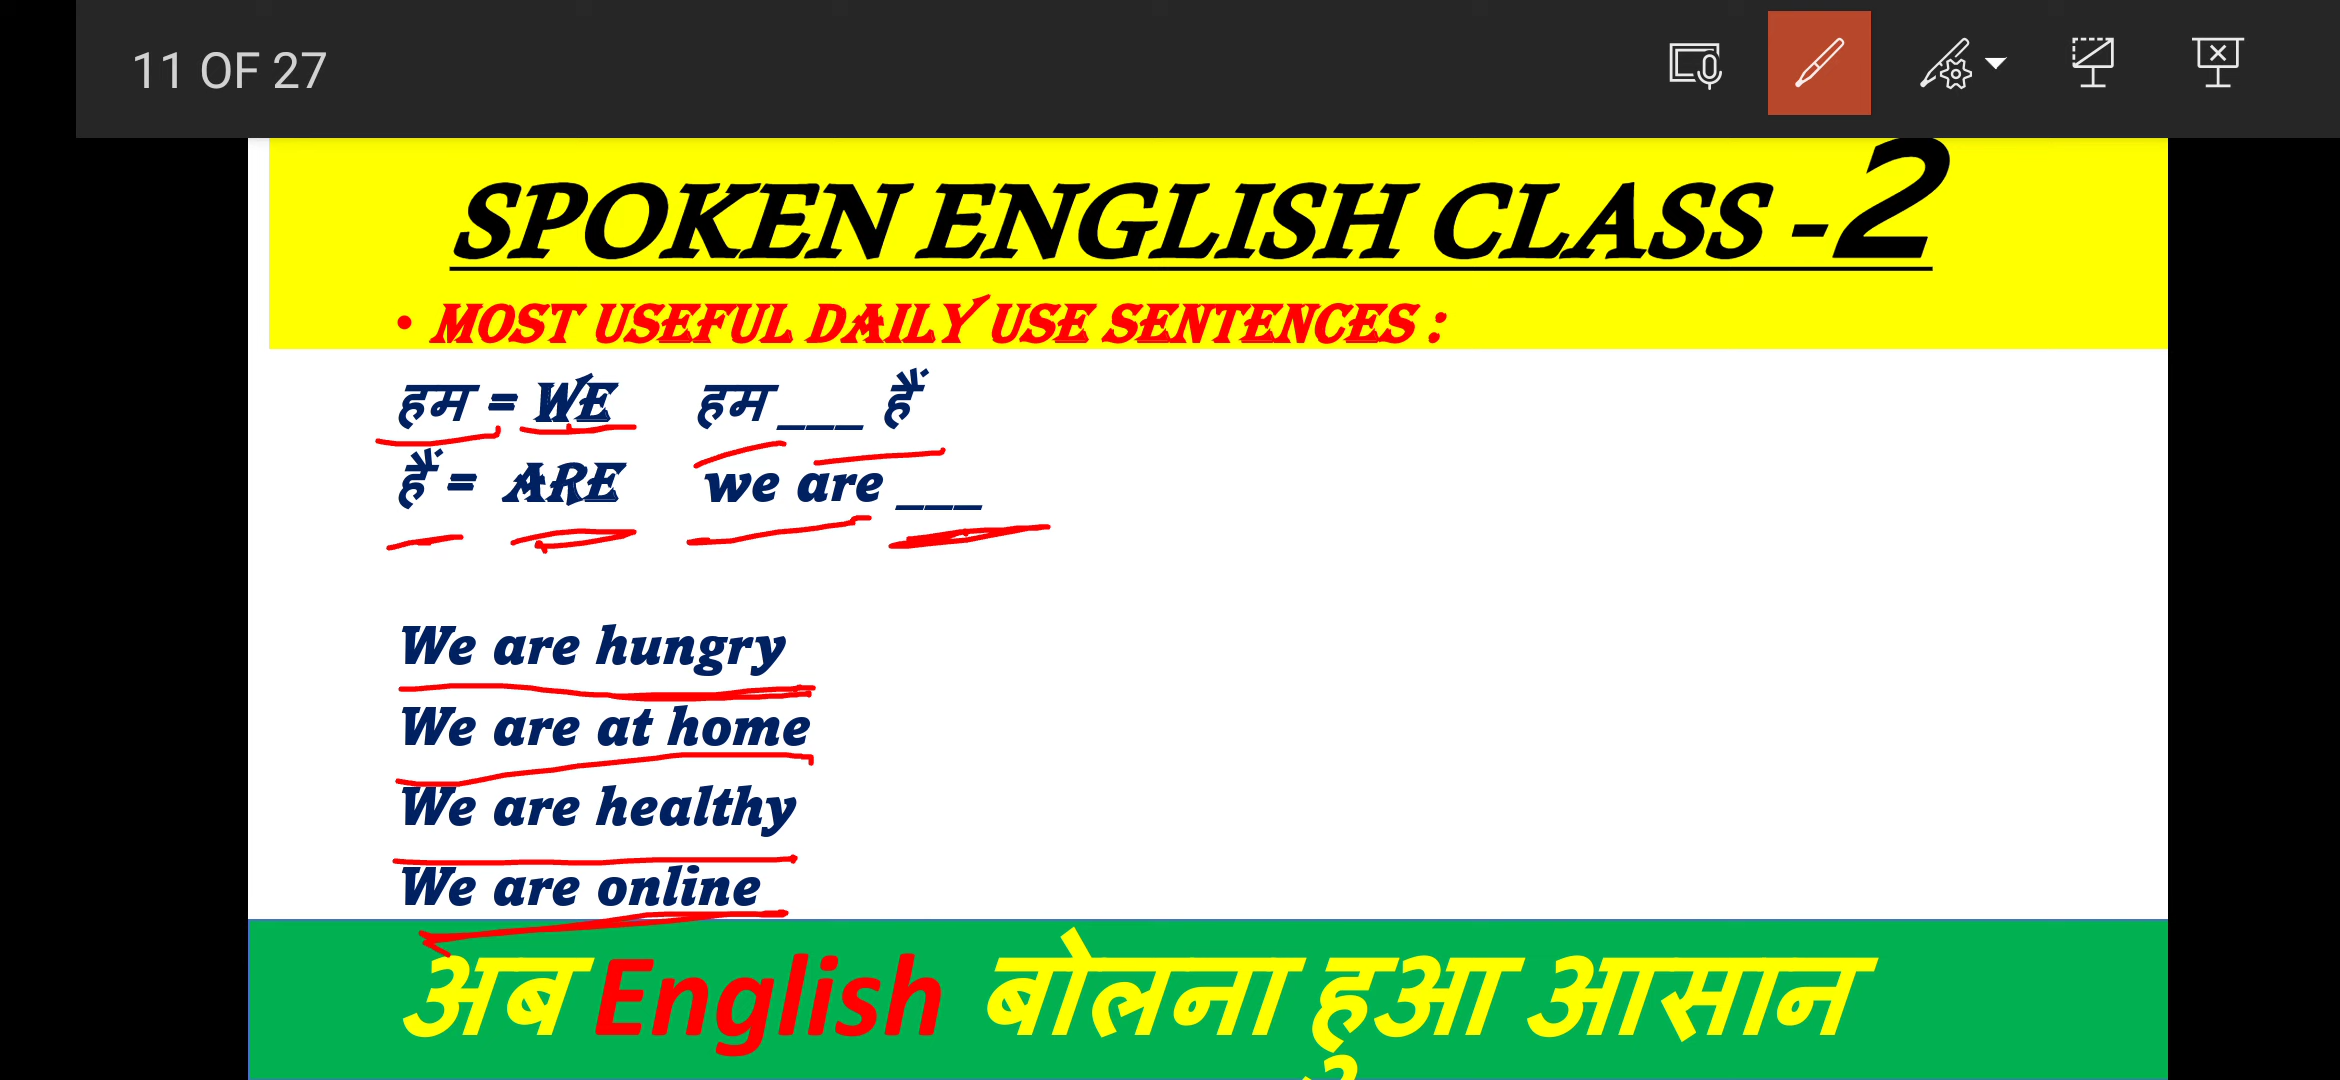 11 OF 27
SPOKEN ENGLISH CLASS -2
• MOST USEFUL DAILY USE SENTENCES :
हम = WE हम ___ हैं
हैं = ARE we are ___
We are hungry
We are at home
We are healthy
We are online
अब English बोलना हुआ आसान